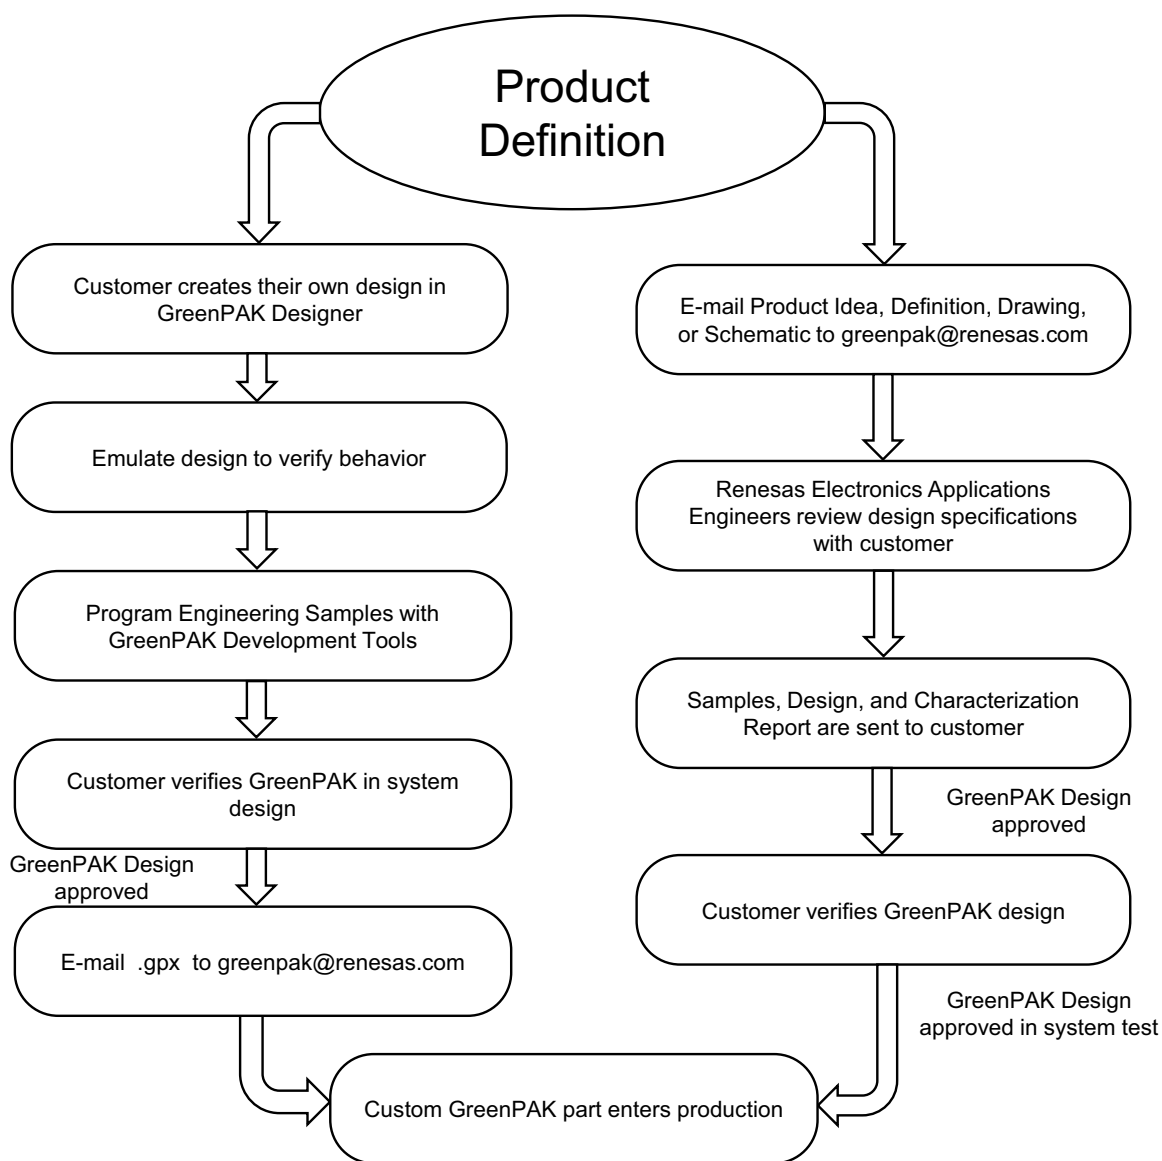 Product
Definition
Customer creates their own design in
GreenPAK Designer
Emulate design to verify behavior
Program Engineering Samples with
GreenPAK Development Tools
Customer verifies GreenPAK in system
design
GreenPAK Design
approved
E-mail .gpx to greenpak@renesas.com
E-mail Product Idea, Definition, Drawing,
or Schematic to greenpak@renesas.com
Renesas Electronics Applications
Engineers review design specifications
with customer
Samples, Design, and Characterization
Report are sent to customer
GreenPAK Design
approved
Customer verifies GreenPAK design
GreenPAK Design
approved in system test
Custom GreenPAK part enters production